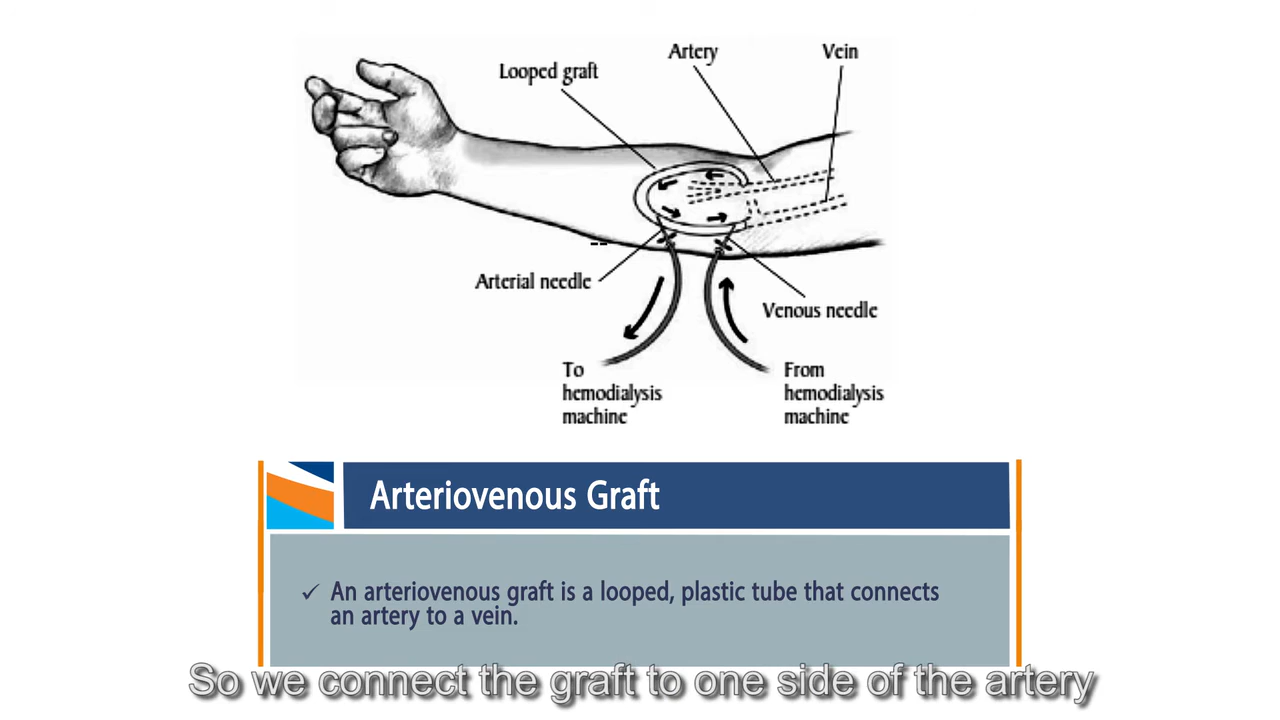 Artery
Vein
Looped graft
Arterial needle
Venous needle
To
hemodialysis
machine
From
hemodialysis
machine
Arteriovenous Graft
✓ An arteriovenous graft is a looped, plastic tube that connects
an artery to a vein.
So we connect the graft to one side of the artery